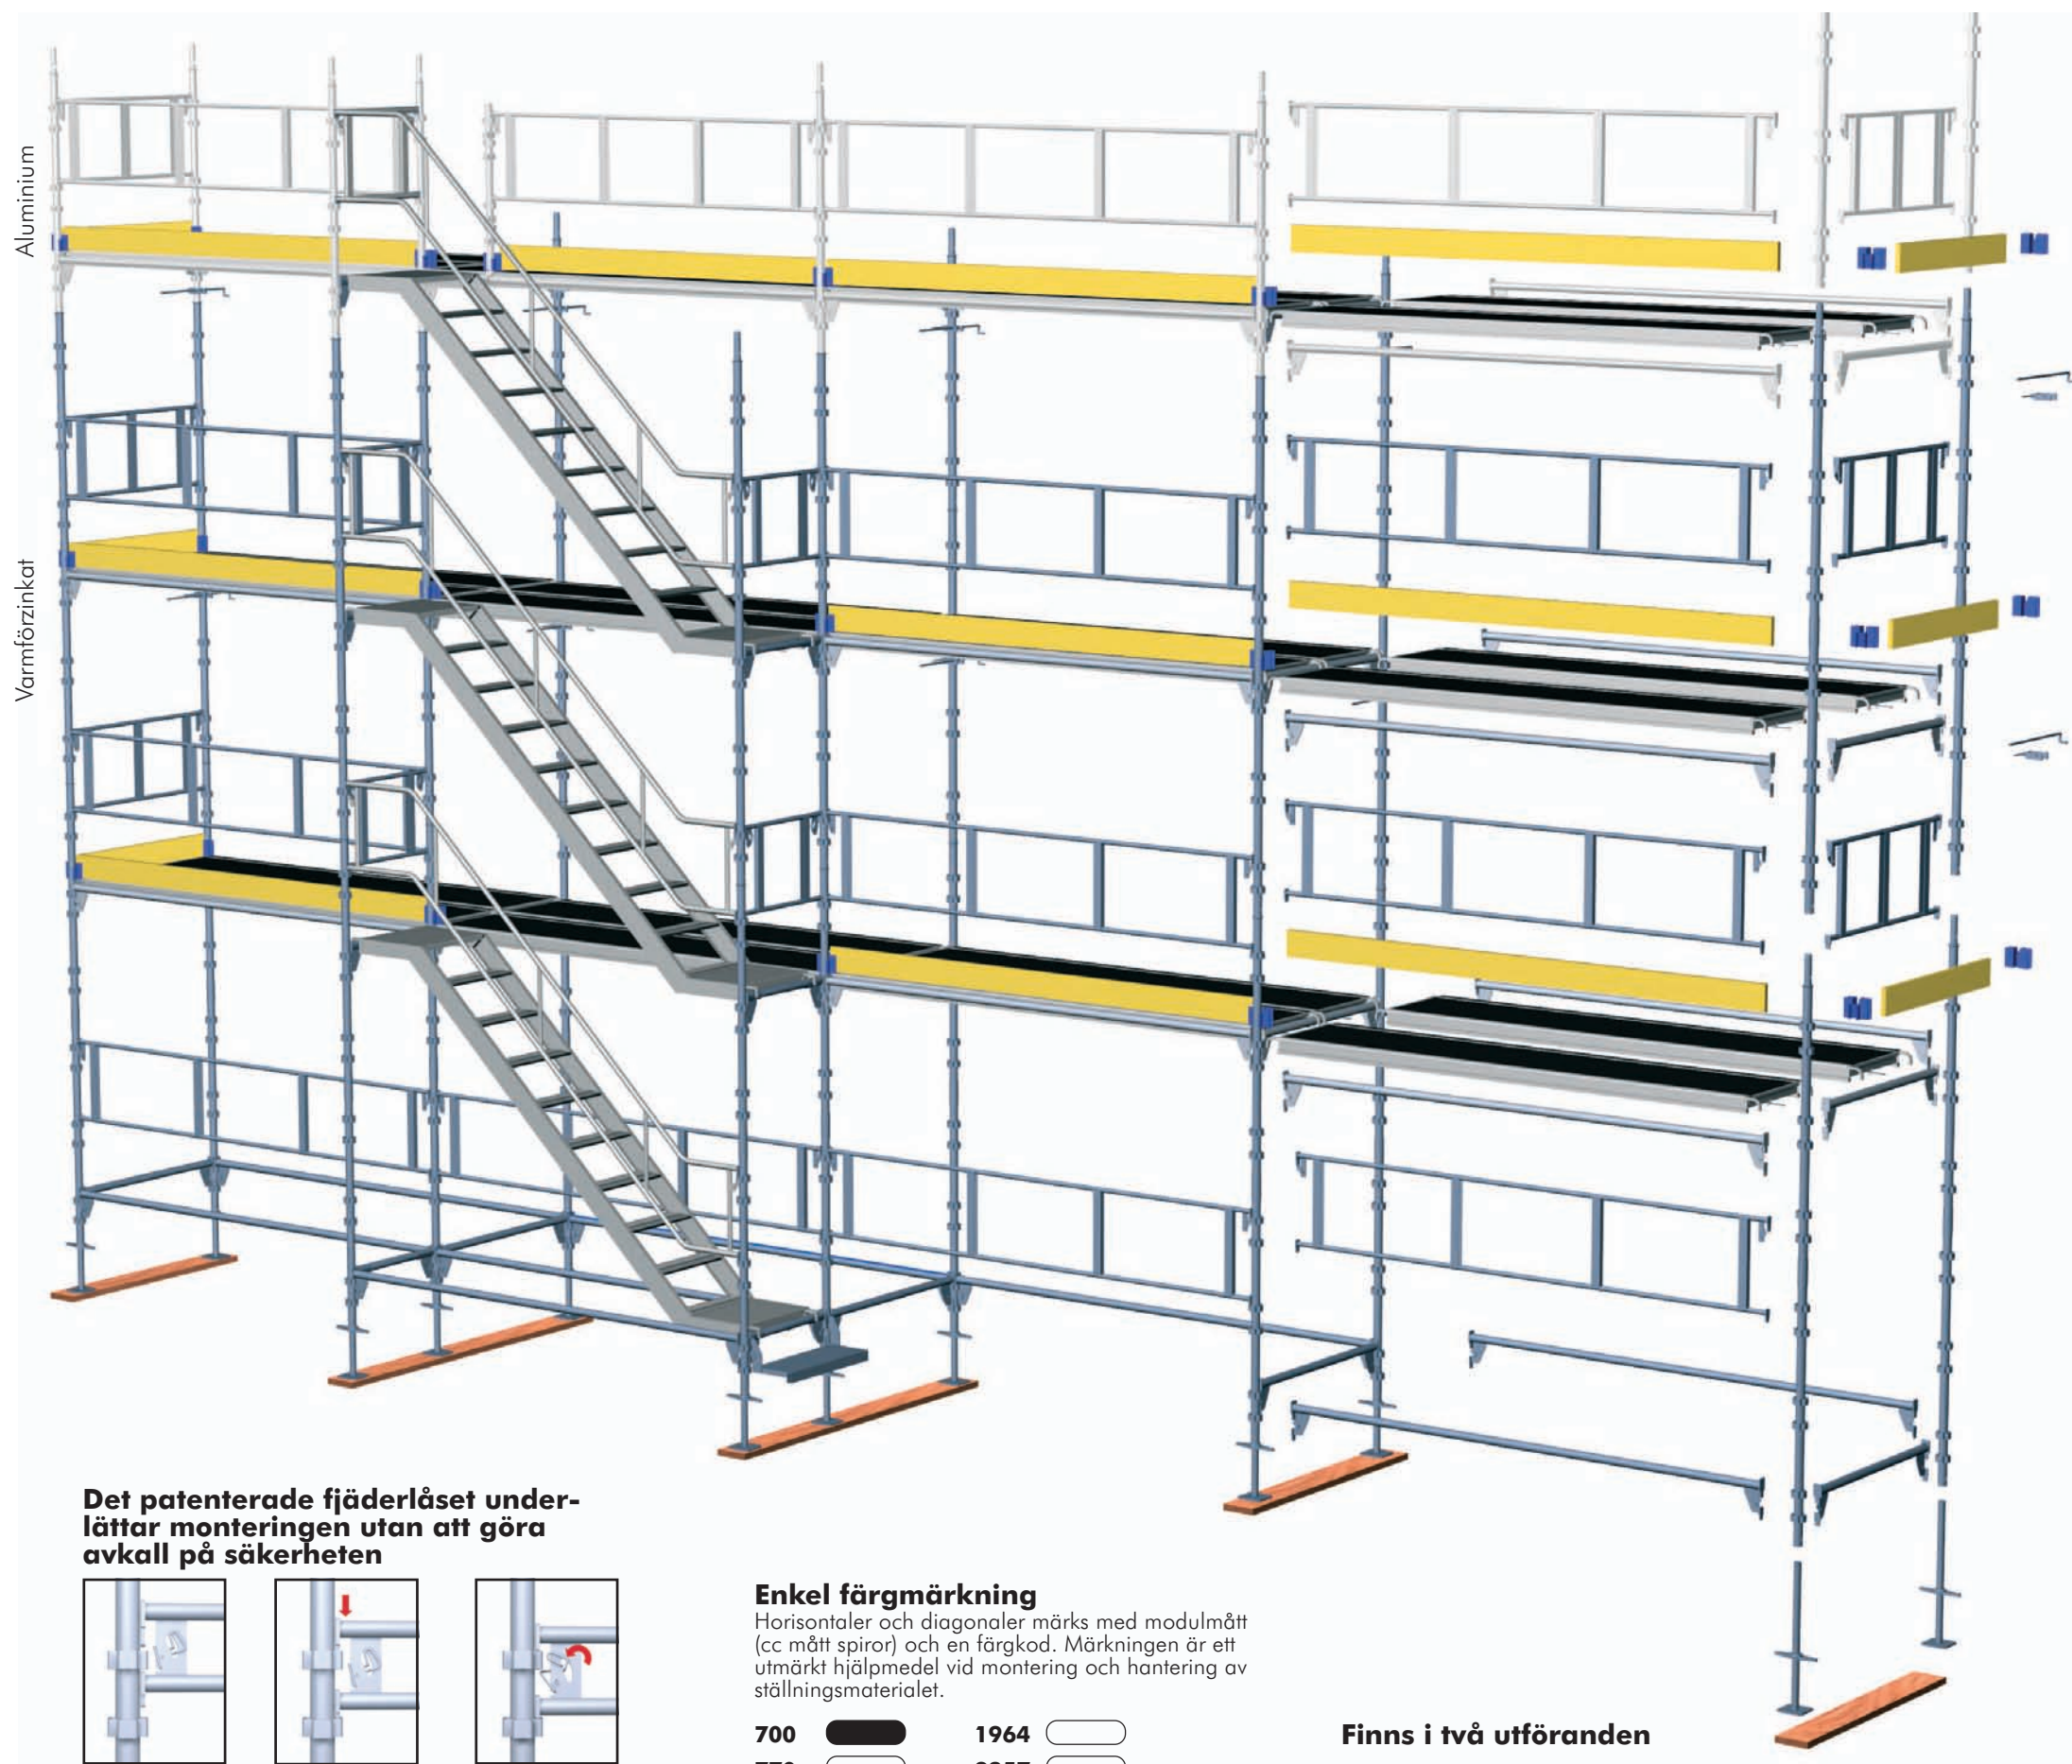 Aluminium
Varmförzinkat
Det patenterade fjäderlåset under-
lättar monteringen utan att göra
avkall på säkerheten
Enkel färgmärkning
Horisontaler och diagonaler märks med modulmått
(cc mått spiror) och en färgkod. Märkningen är ett
utmärkt hjälpmedel vid montering och hantering av
ställningsmaterialet.
700
1964
Finns i två utföranden